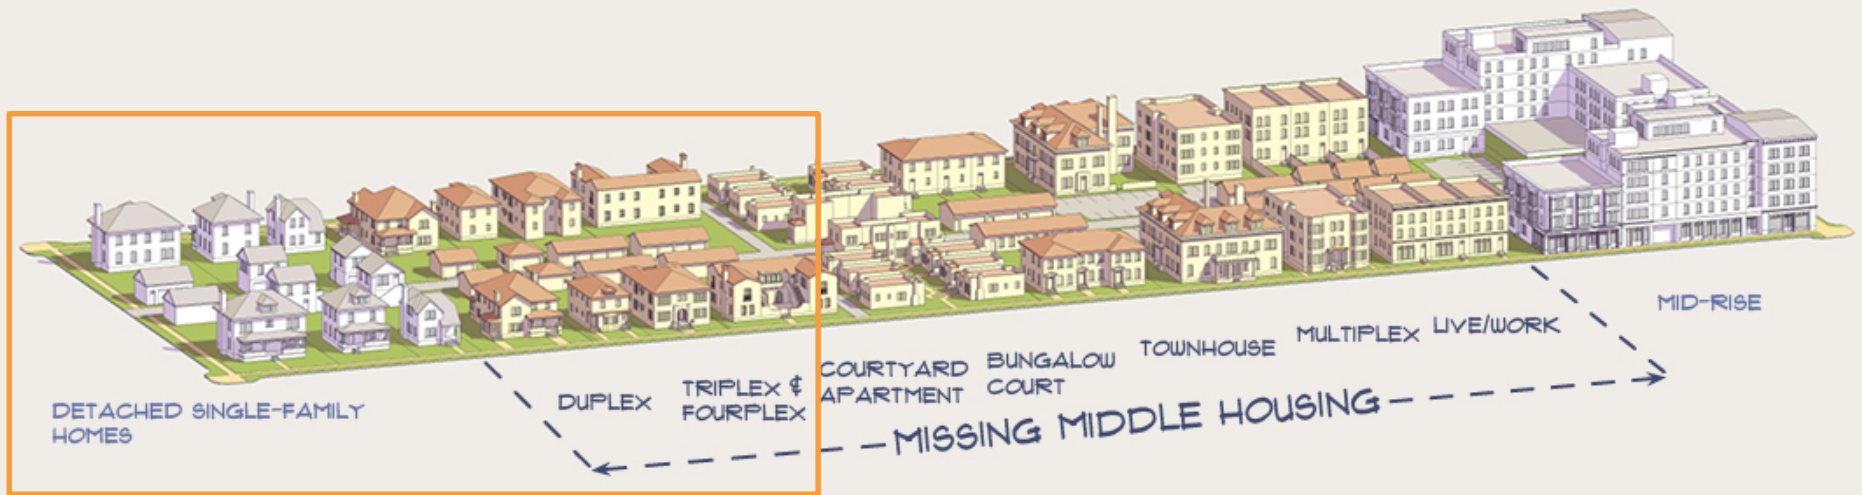 DETACHED SINGLE-FAMILY
HOMES
DUPLEX
TRIPLEX &
FOURPLEX
COURTYARD
APARTMENT
BUNGALOW
COURT
TOWNHOUSE
MULTIPLEX
LIVE/WORK
MID-RISE
MISSING MIDDLE HOUSING